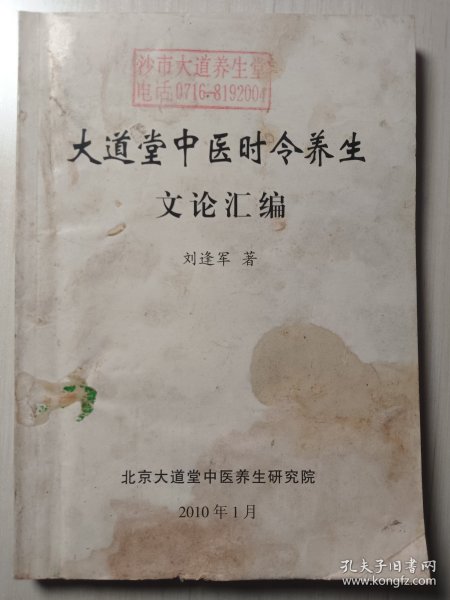 沙市大道养生堂
电话0716-8192004
大道堂中医时令养生
文论汇编
刘逢军 著
北京大道堂中医养生研究院
2010年1月
孔夫子旧书网
www.kongfz.com